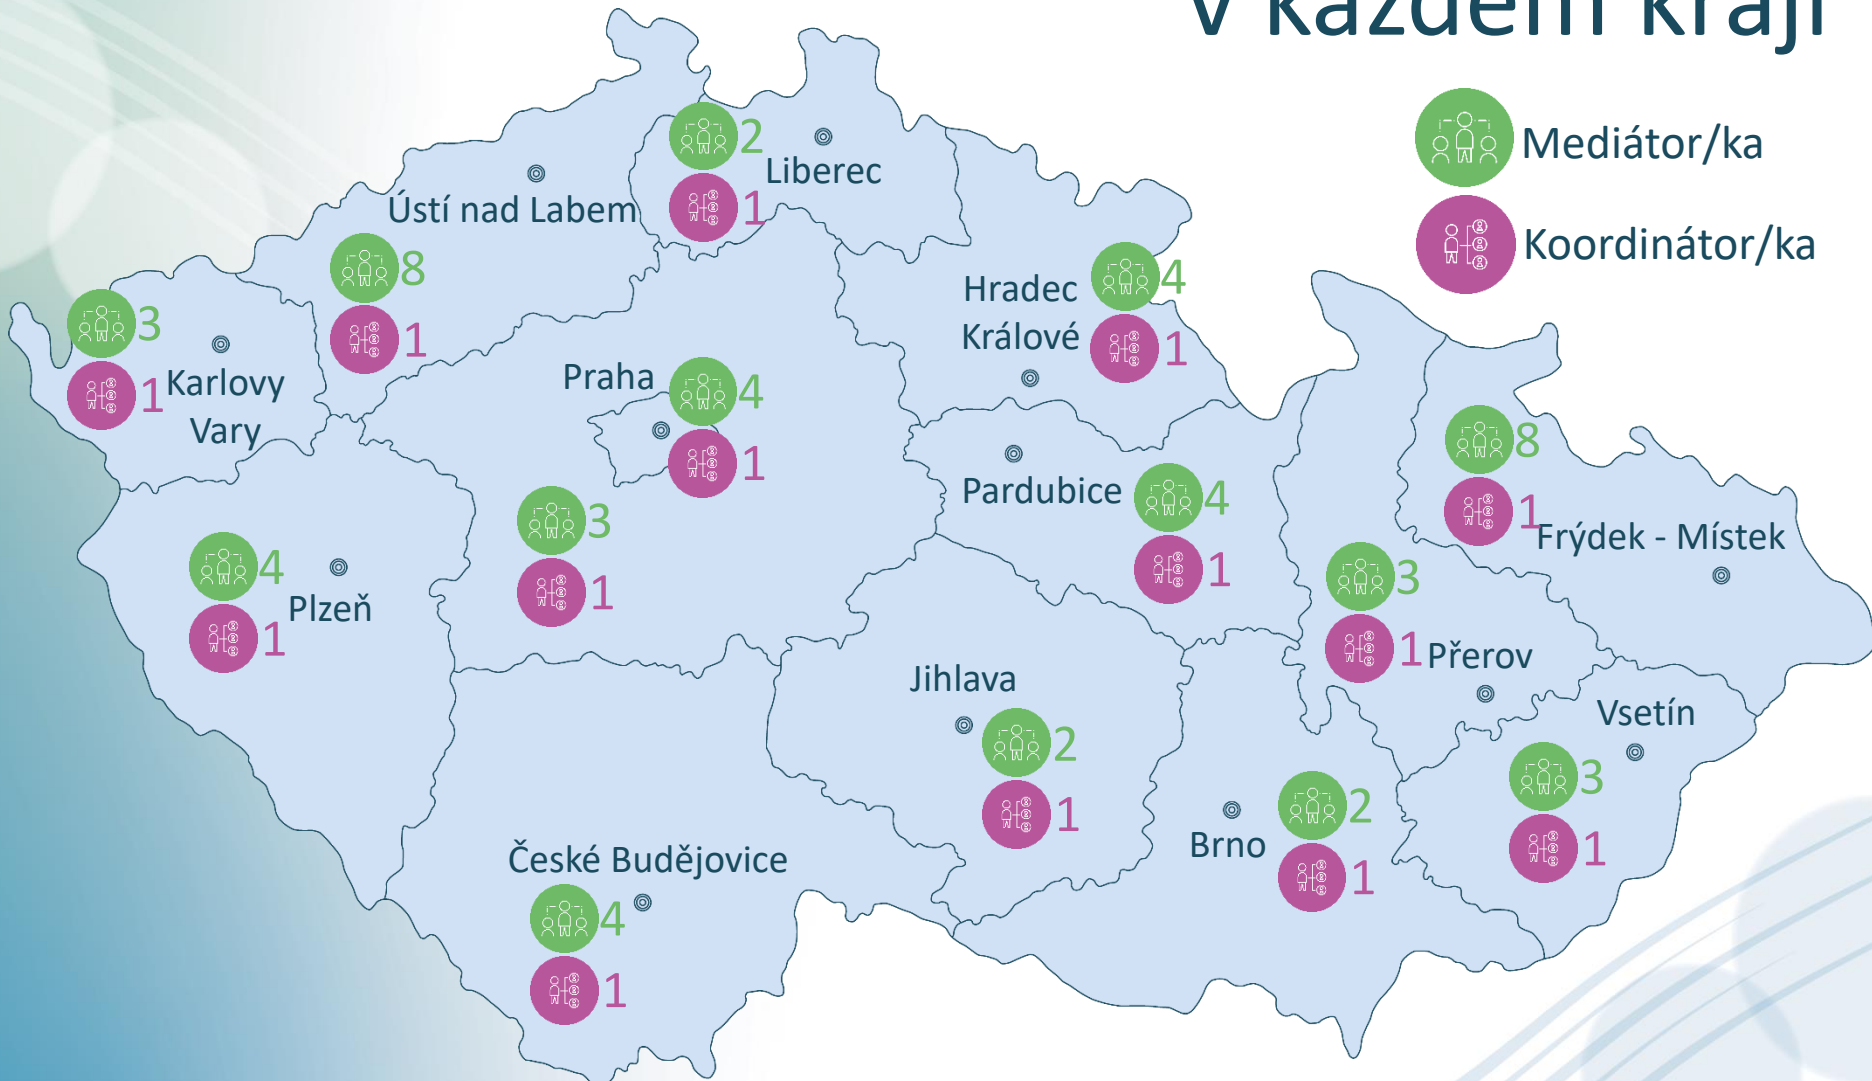 v každém kraji
Mediátor/ka
Koordinátor/ka
2
Liberec
1
Ústí nad Labem
8
1
3
1
Karlovy
Vary
Hradec
Králové
4
1
Praha
4
1
3
1
Pardubice
4
1
8
1
Frýdek - Místek
4
1
Plzeň
3
1
Přerov
Jihlava
2
1
Vsetín
3
1
Brno
2
1
České Budějovice
4
1